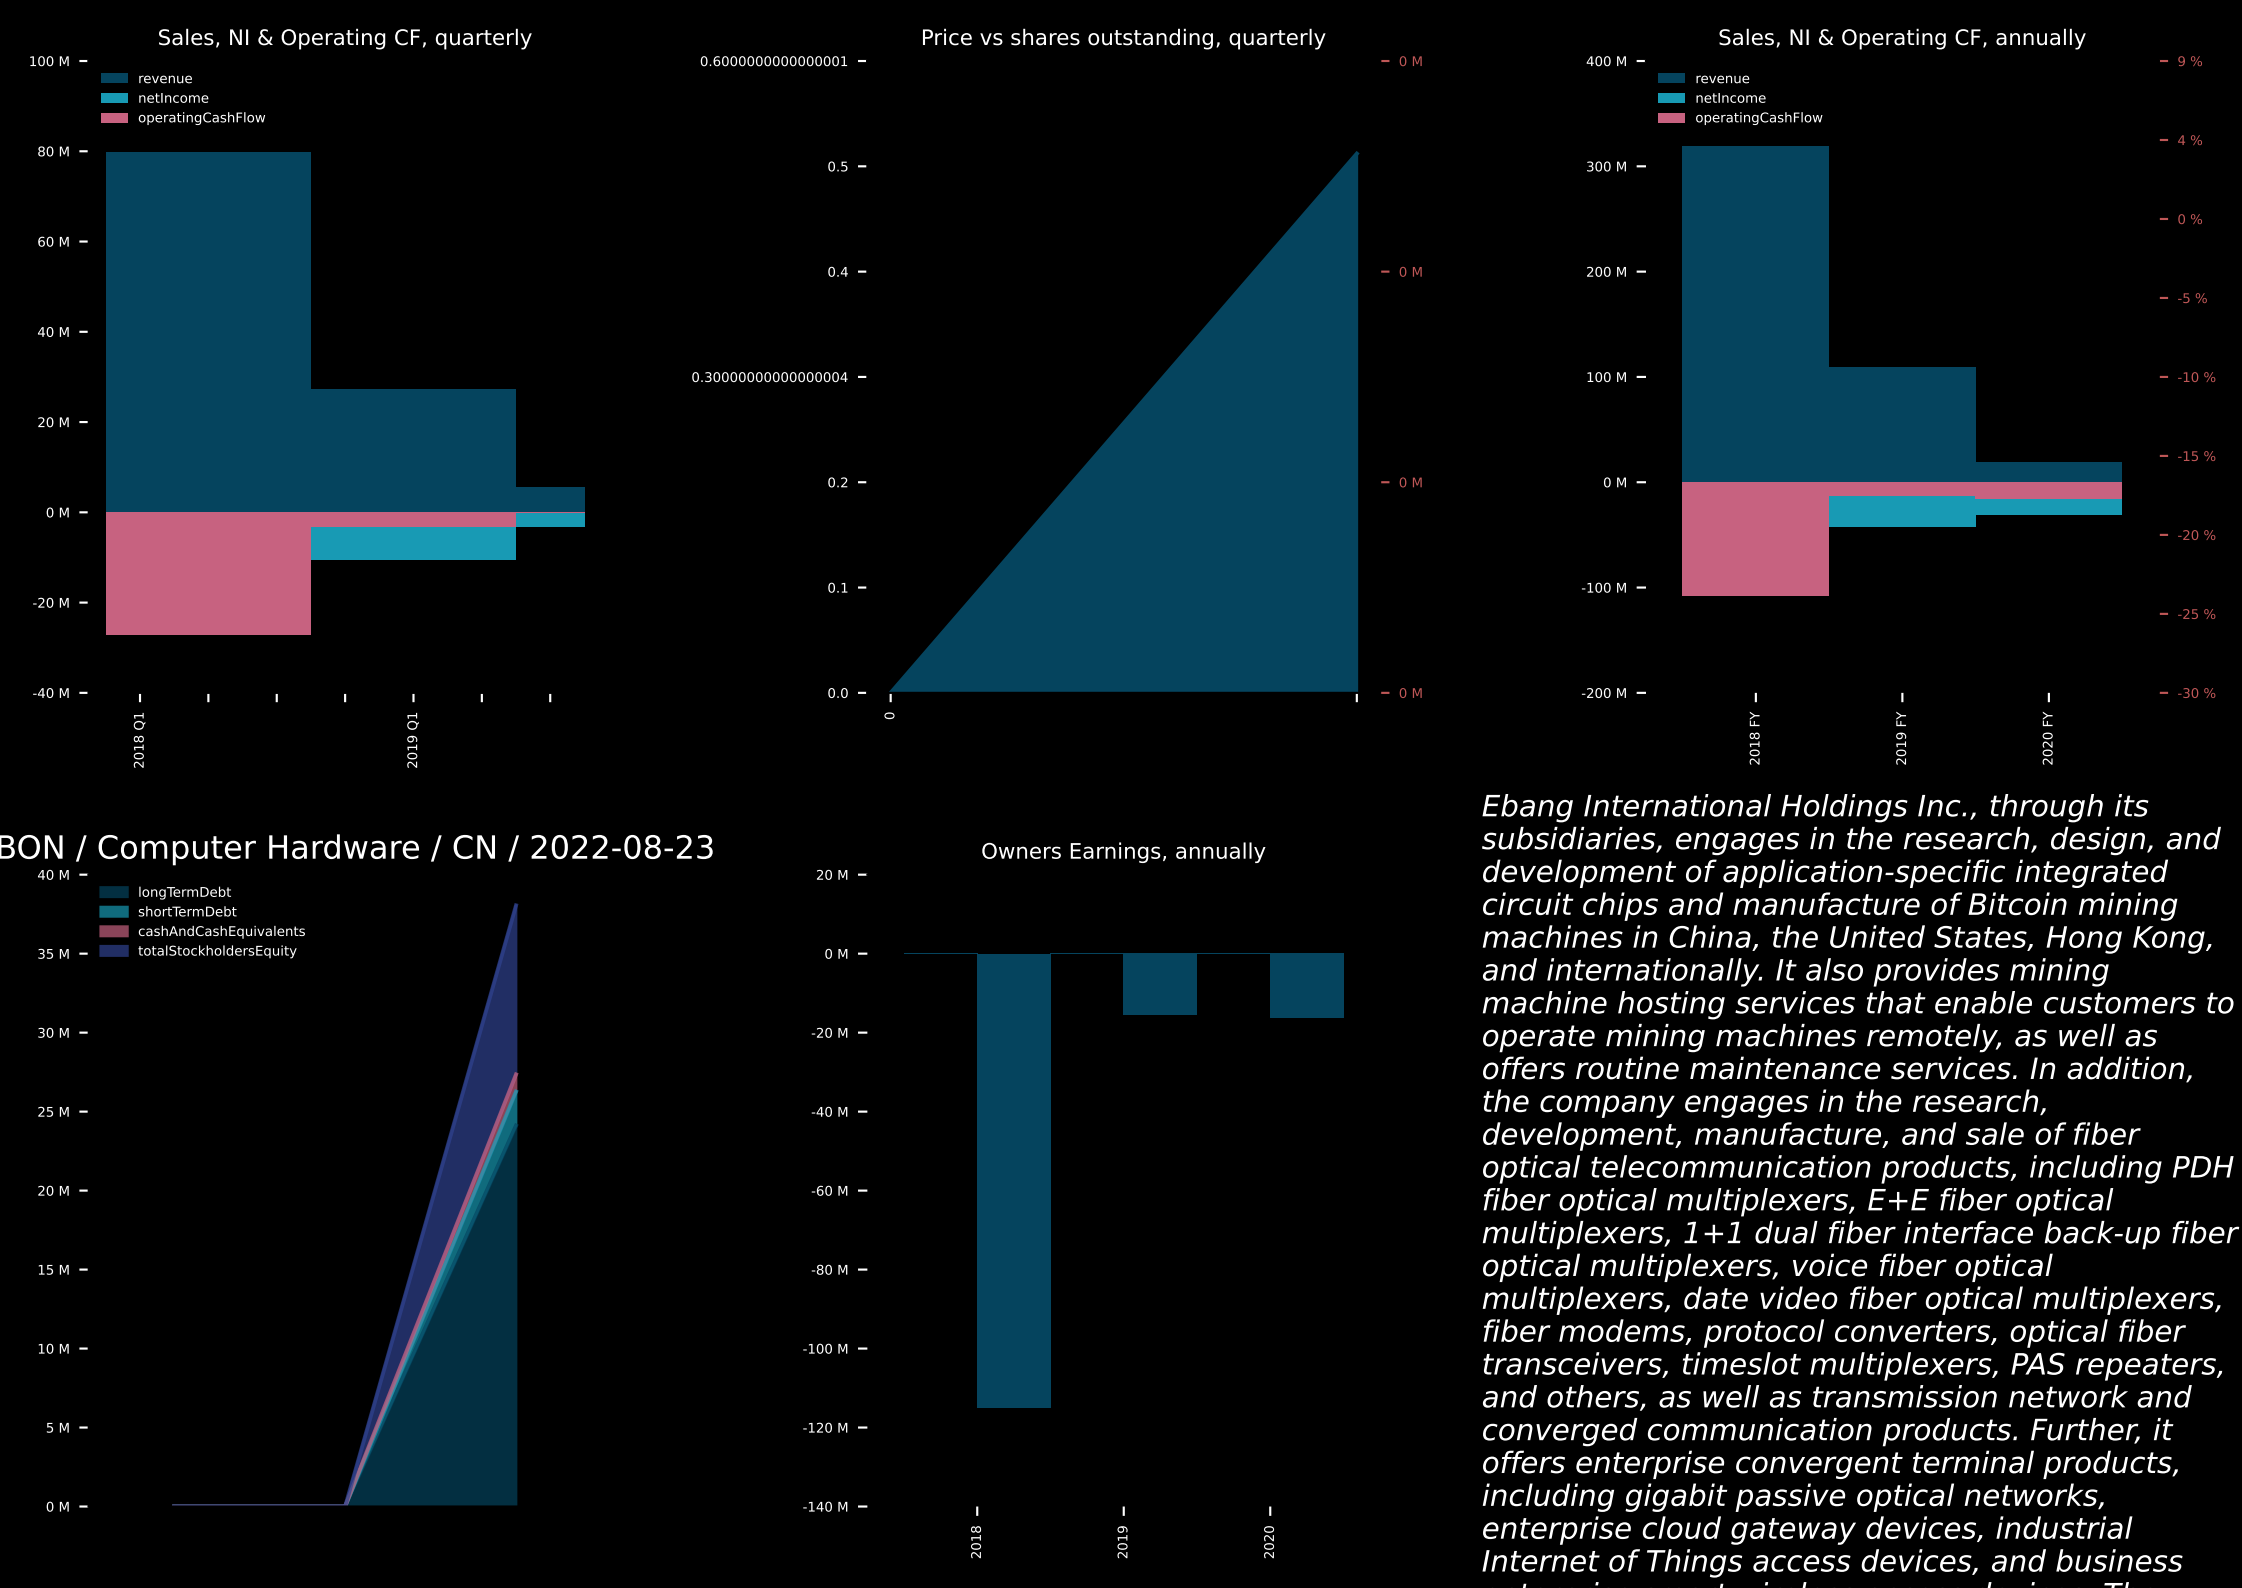 Sales, NI & Operating CF, quarterly
100 M
80 M
60 M
40 M
20 M
0 M
-20 M
-40 M
revenue
netIncome
operatingCashFlow
2018 Q1
2019 Q1
Price vs shares outstanding, quarterly
0.6000000000000001
0.5
0.4
0.30000000000000004
0.2
0.1
0.0
0
0 M
0 M
0 M
0 M
Sales, NI & Operating CF, annually
400 M
300 M
200 M
100 M
0 M
-100 M
-200 M
revenue
netIncome
operatingCashFlow
9 %
4 %
0 %
-5 %
-10 %
-15 %
-20 %
-25 %
-30 %
2018 FY
2019 FY
2020 FY
BON / Computer Hardware / CN / 2022-08-23
40 M
35 M
30 M
25 M
20 M
15 M
10 M
5 M
0 M
longTermDebt
shortTermDebt
cashAndCashEquivalents
totalStockholdersEquity
Owners Earnings, annually
20 M
0 M
-20 M
-40 M
-60 M
-80 M
-100 M
-120 M
-140 M
2018
2019
2020
Ebang International Holdings Inc., through its
subsidiaries, engages in the research, design, and
development of application-specific integrated
circuit chips and manufacture of Bitcoin mining
machines in China, the United States, Hong Kong,
and internationally. It also provides mining
machine hosting services that enable customers to
operate mining machines remotely, as well as
offers routine maintenance services. In addition,
the company engages in the research,
development, manufacture, and sale of fiber
optical telecommunication products, including PDH
fiber optical multiplexers, E+E fiber optical
multiplexers, 1+1 dual fiber interface back-up fiber
optical multiplexers, voice fiber optical
multiplexers, date video fiber optical multiplexers,
fiber modems, protocol converters, optical fiber
transceivers, timeslot multiplexers, PAS repeaters,
and others, as well as transmission network and
converged communication products. Further, it
offers enterprise convergent terminal products,
including gigabit passive optical networks,
enterprise cloud gateway devices, industrial
Internet of Things access devices, and business